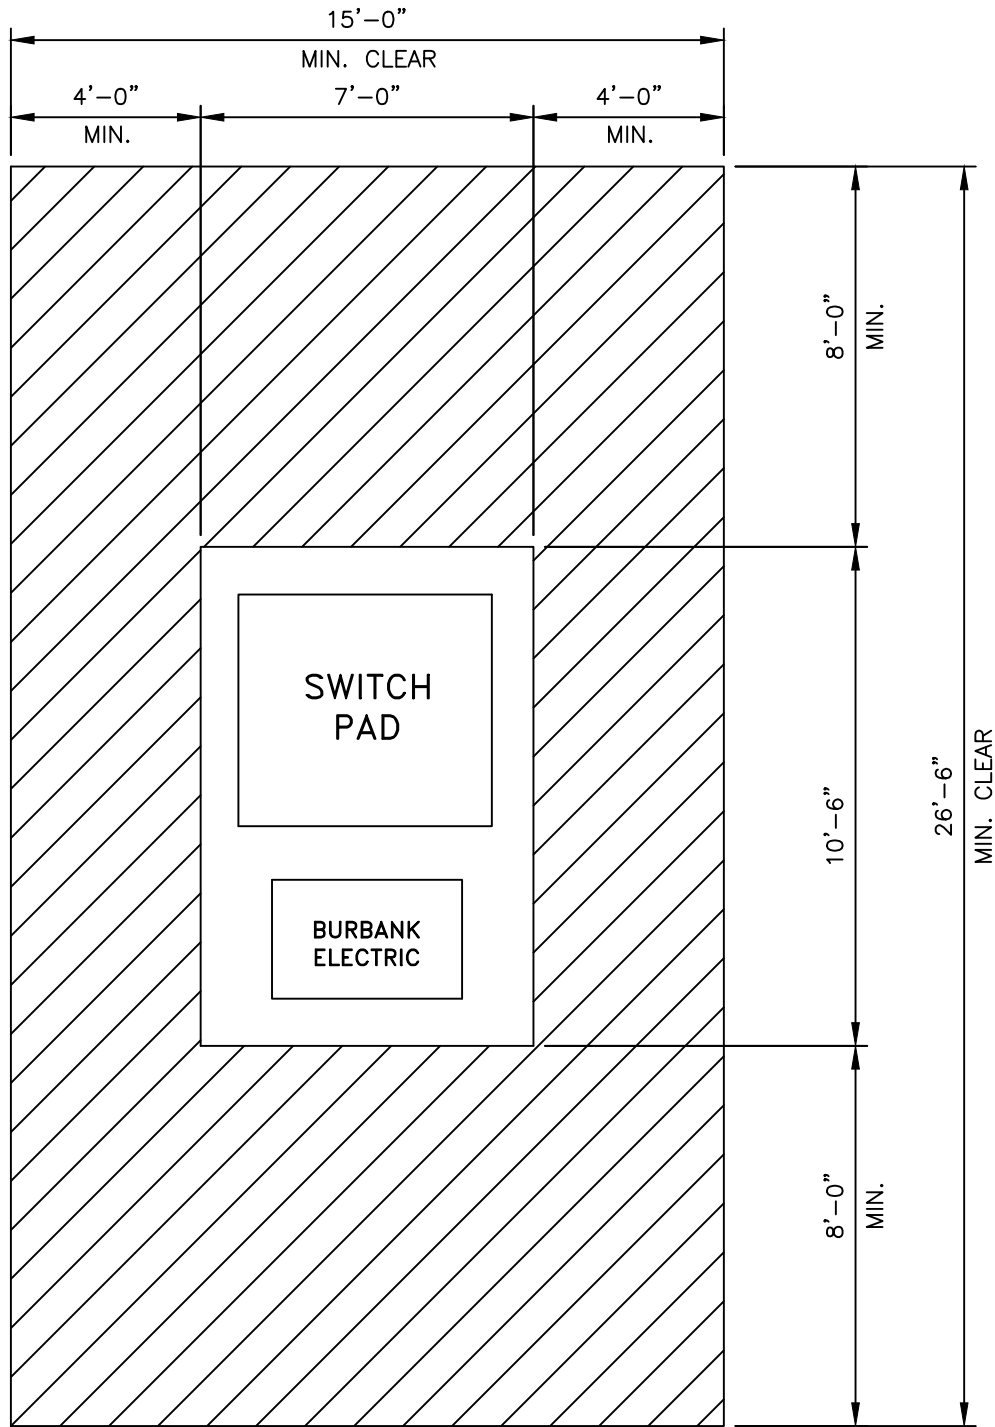 15'-0"
MIN. CLEAR
4'-0"
7'-0"
4'-0"
MIN.
MIN.
8'-0"
MIN.
SWITCH
PAD
10'-6"
26'-6"
MIN. CLEAR
BURBANK
ELECTRIC
8'-0"
MIN.